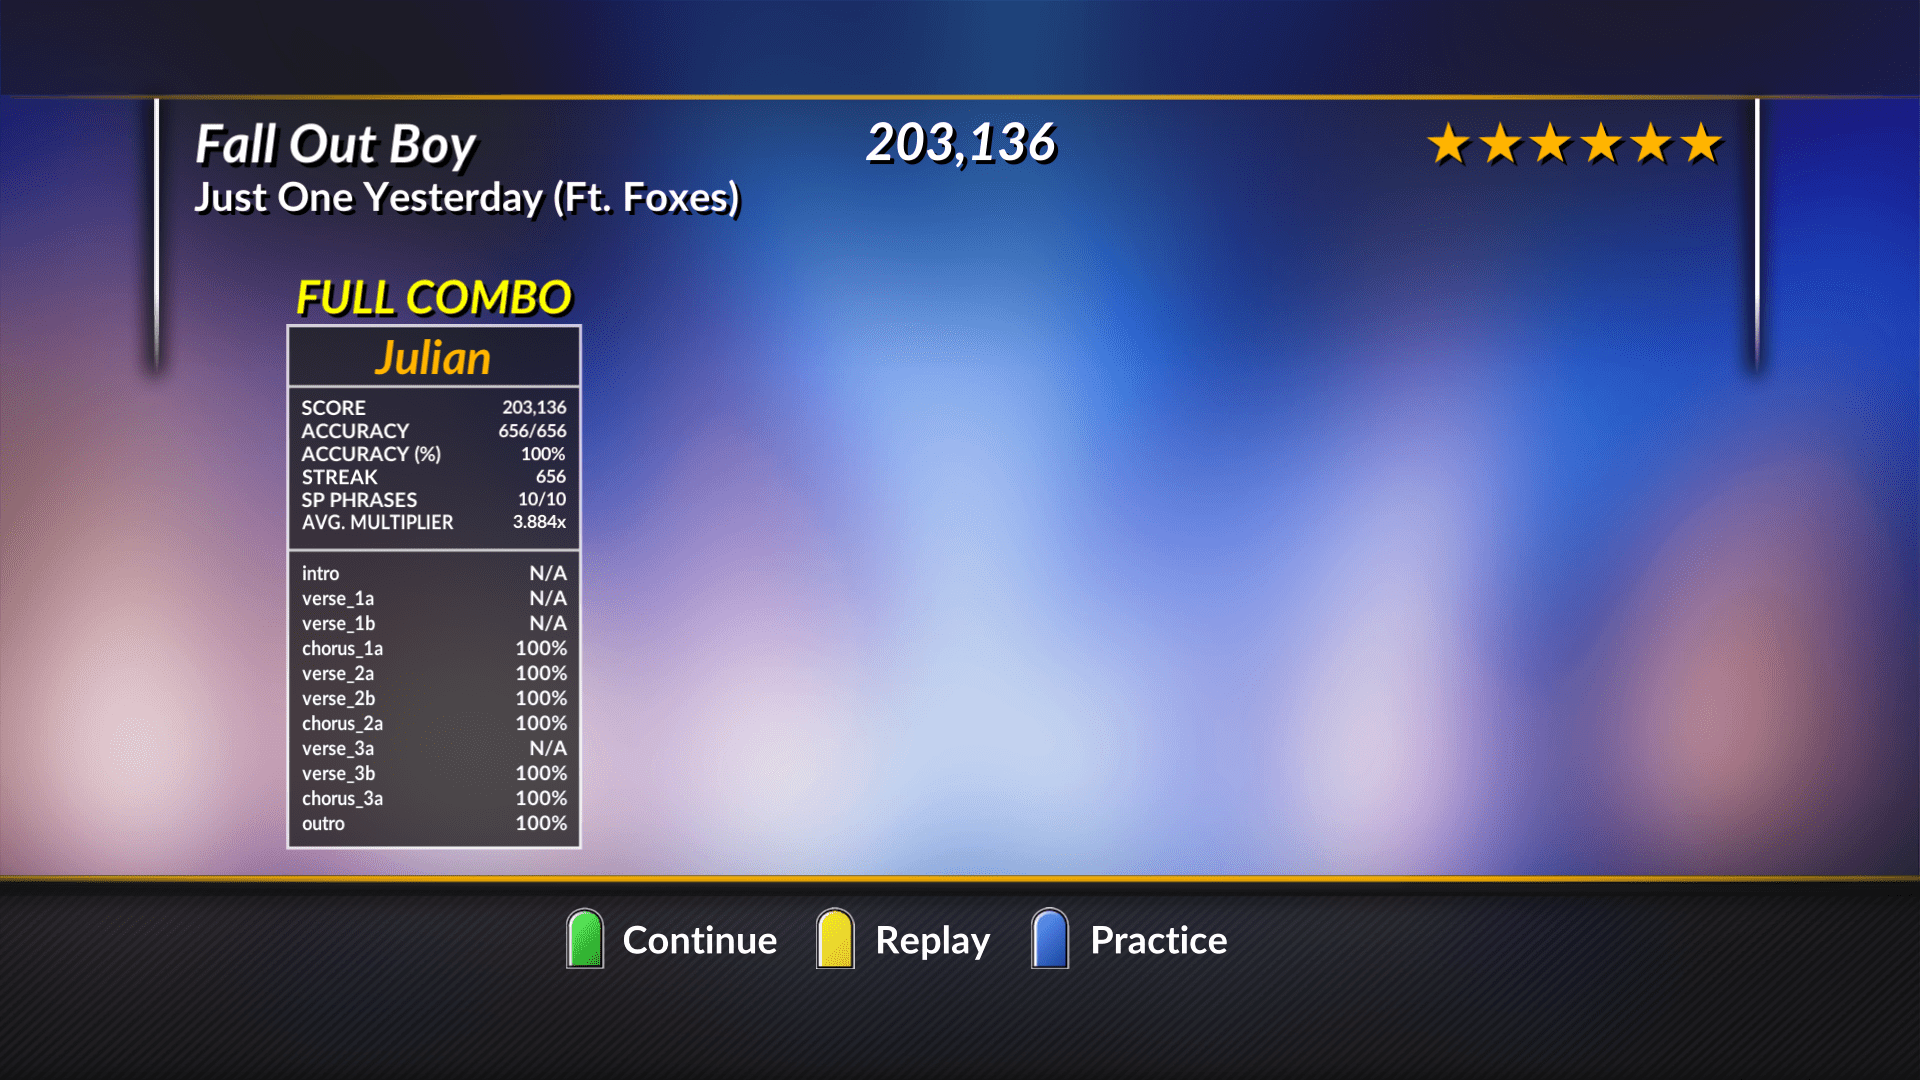 Fall Out Boy
203,136
Just One Yesterday (Ft. Foxes)
FULL COMBO
Julian
SCORE 203,136
ACCURACY 656/656
ACCURACY (%) 100%
STREAK 656
SP PHRASES 10/10
AVG. MULTIPLIER 3.884x
intro N/A
verse_1a N/A
verse_1b N/A
chorus_1a 100%
verse_2a 100%
verse_2b 100%
chorus_2a 100%
verse_3a N/A
verse_3b 100%
chorus_3a 100%
outro 100%
Continue Replay Practice